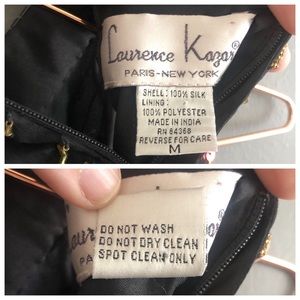 Laurence Kazar®
PARIS-NEW YORK
SHELL: 100% SILK
LINING:
100% POLYESTER
MADE IN INDIA
RN 84368
REVERSE FOR CARE
M
DO NOT WASH
DO NOT DRY CLEAN
SPOT CLEAN ONLY